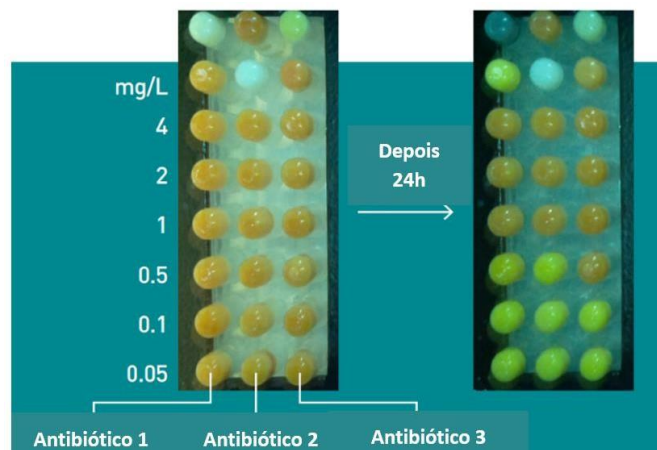 mg/L
4
2
1
0.5
0.1
0.05
Depois
24h
Antibiótico 1
Antibiótico 2
Antibiótico 3